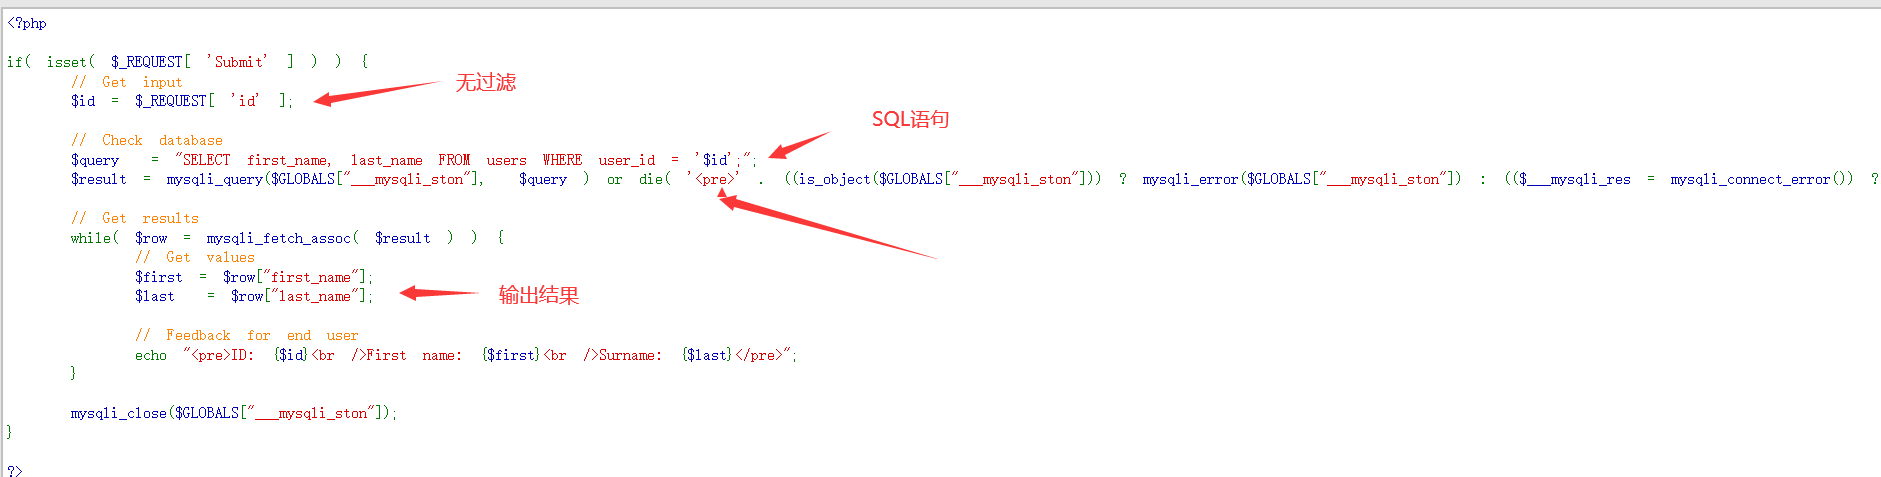 <?php
if( isset( $_REQUEST[ 'Submit' ] ) ) {
// Get input
无过滤
$id = $_REQUEST[ 'id' ];
SQL语句
// Check database
$query = "SELECT first_name, last_name FROM users WHERE user_id = '$id';";
$result = mysqli_query($GLOBALS["___mysqli_ston"], $query ) or die( '<pre>' . ((is_object($GLOBALS["___mysqli_ston"])) ? mysqli_error($GLOBALS["___mysqli_ston"]) : (($___mysqli_res = mysqli_connect_error()) ?
// Get results
while( $row = mysqli_fetch_assoc( $result ) ) {
// Get values
$first = $row["first_name"];
$last = $row["last_name"];
输出结果
// Feedback for end user
echo "<pre>ID: {$id}<br />First name: {$first}<br />Surname: {$last}</pre>";
}
mysqli_close($GLOBALS["___mysqli_ston"]);
}
?>